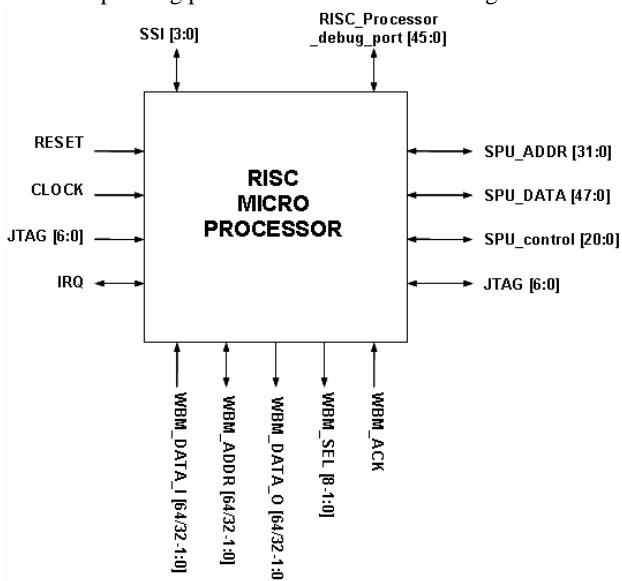 SSI [3:0]
RISC_Processor
_debug_port [45:0]
RESET
CLOCK
JTAG [6:0]
IRQ
RISC
MICRO
PROCESSOR
SPU_ADDR [31:0]
SPU_DATA [47:0]
SPU_control [20:0]
JTAG [6:0]
WBM_DATA_I [64/32-1:0]
WBM_ADDR [64/32-1:0]
WBM_DATA_O [64/32-1:0
WBM_SEL [8-1:0]
WBM_ACK